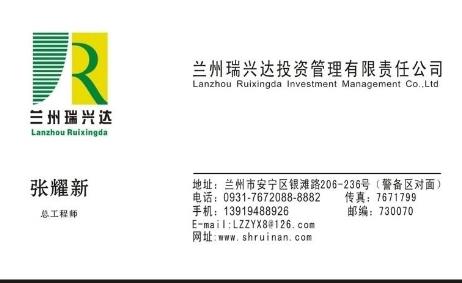 兰州瑞兴达
Lanzhou Ruixingda
兰州瑞兴达投资管理有限责任公司
Lanzhou Ruixingda Investment Management Co.,Ltd
张耀新
总工程师
地址：兰州市安宁区银滩路206-236号（警备区对面）
电话：0931-7672088-8882 传真：7671799
手机：13919488926 邮编：730070
E-mail:LZZYX8@126.com
网址:www.shruinan.com